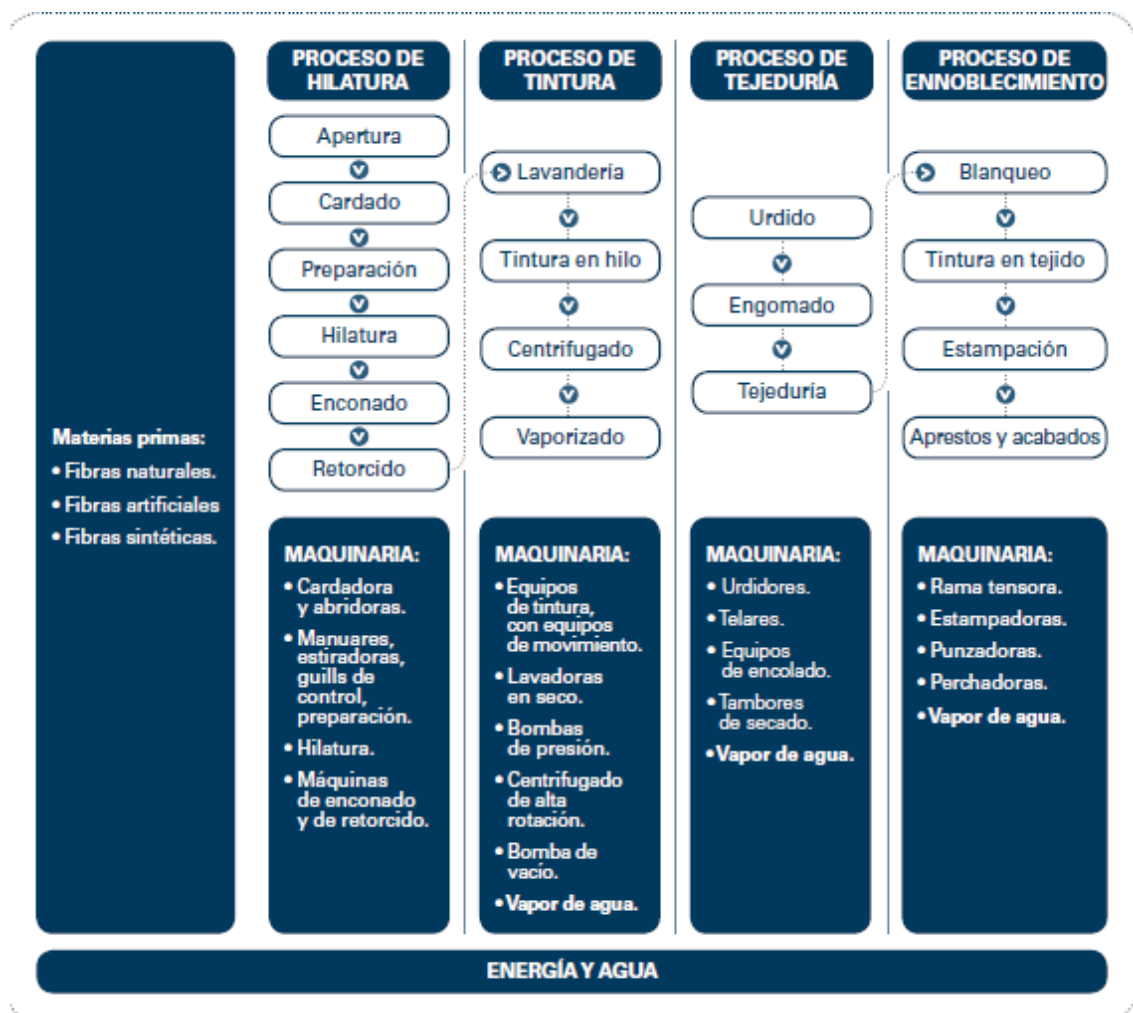 Materias primas:
• Fibras naturales.
• Fibras artificiales
• Fibras sintéticas.
PROCESO DE
HILATURA
Apertura
Cardado
Preparación
Hilatura
Enconado
Retorcido
MAQUINARIA:
• Cardadora
y abridoras.
• Manuares,
estiradoras,
guills de
control,
preparación.
• Hilatura.
• Máquinas
de enconado
y de retorcido.
PROCESO DE
TINTURA
Lavandería
Tintura en hilo
Centrifugado
Vaporizado
MAQUINARIA:
• Equipos
de tintura,
con equipos
de movimiento.
• Lavadoras
en seco.
• Bombas
de presión.
• Centrifugado
de alta
rotación.
• Bomba de
vacío.
• Vapor de agua.
PROCESO DE
TEJEDURÍA
Urdido
Engomado
Tejeduría
MAQUINARIA:
• Urdidores.
• Telares.
• Equipos
de encolado.
• Tambores
de secado.
• Vapor de agua.
PROCESO DE
ENNOBLECIMIENTO
Blanqueo
Tintura en tejido
Estampación
Aprestos y acabados
MAQUINARIA:
• Rama tensora.
• Estampadoras.
• Punzadoras.
• Perchadoras.
• Vapor de agua.
ENERGÍA Y AGUA